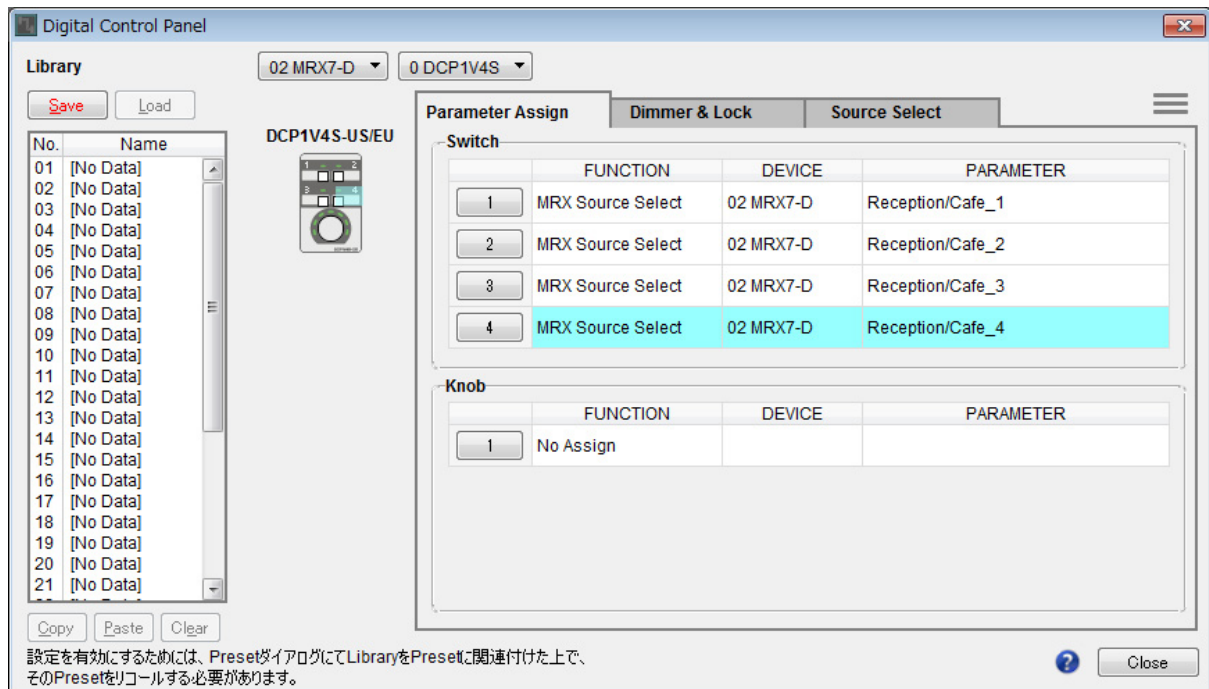 Digital Control Panel
Library
02 MRX7-D
0 DCP1V4S
Save
Load
No. Name
01 [No Data]
02 [No Data]
03 [No Data]
04 [No Data]
05 [No Data]
06 [No Data]
07 [No Data]
08 [No Data]
09 [No Data]
10 [No Data]
11 [No Data]
12 [No Data]
13 [No Data]
14 [No Data]
15 [No Data]
16 [No Data]
17 [No Data]
18 [No Data]
19 [No Data]
20 [No Data]
21 [No Data]
Copy
Paste
Clear
DCP1V4S-US/EU
1 2
3 4
Parameter Assign
Dimmer & Lock
Source Select
Switch
FUNCTION DEVICE PARAMETER
1 MRX Source Select 02 MRX7-D Reception/Cafe_1
2 MRX Source Select 02 MRX7-D Reception/Cafe_2
3 MRX Source Select 02 MRX7-D Reception/Cafe_3
4 MRX Source Select 02 MRX7-D Reception/Cafe_4
Knob
FUNCTION DEVICE PARAMETER
1 No Assign
設定を有効にするためには、PresetダイアログにてLibraryをPresetに関連付けた上で、
そのPresetをリコールする必要があります。
?
Close